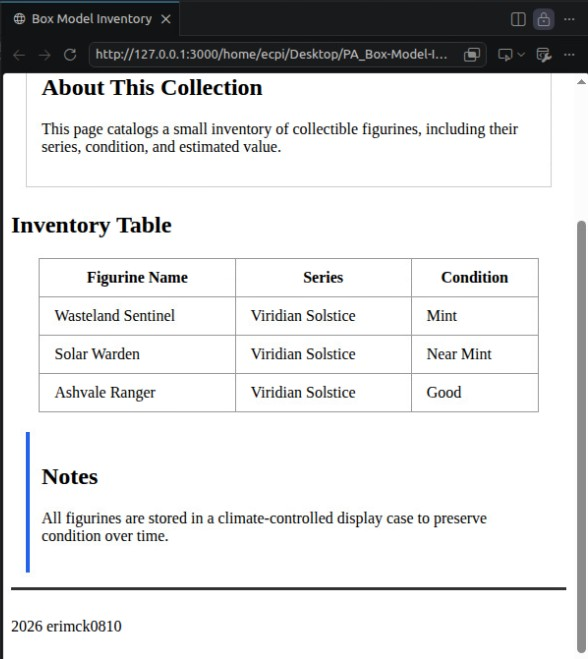 Box Model Inventory
http://127.0.0.1:3000/home/ecpi/Desktop/PA_Box-Model-I...
About This Collection
This page catalogs a small inventory of collectible figurines, including their
series, condition, and estimated value.
Inventory Table
Figurine Name Series Condition
Wasteland Sentinel Viridian Solstice Mint
Solar Warden Viridian Solstice Near Mint
Ashvale Ranger Viridian Solstice Good
Notes
All figurines are stored in a climate-controlled display case to preserve
condition over time.
2026 erimck0810